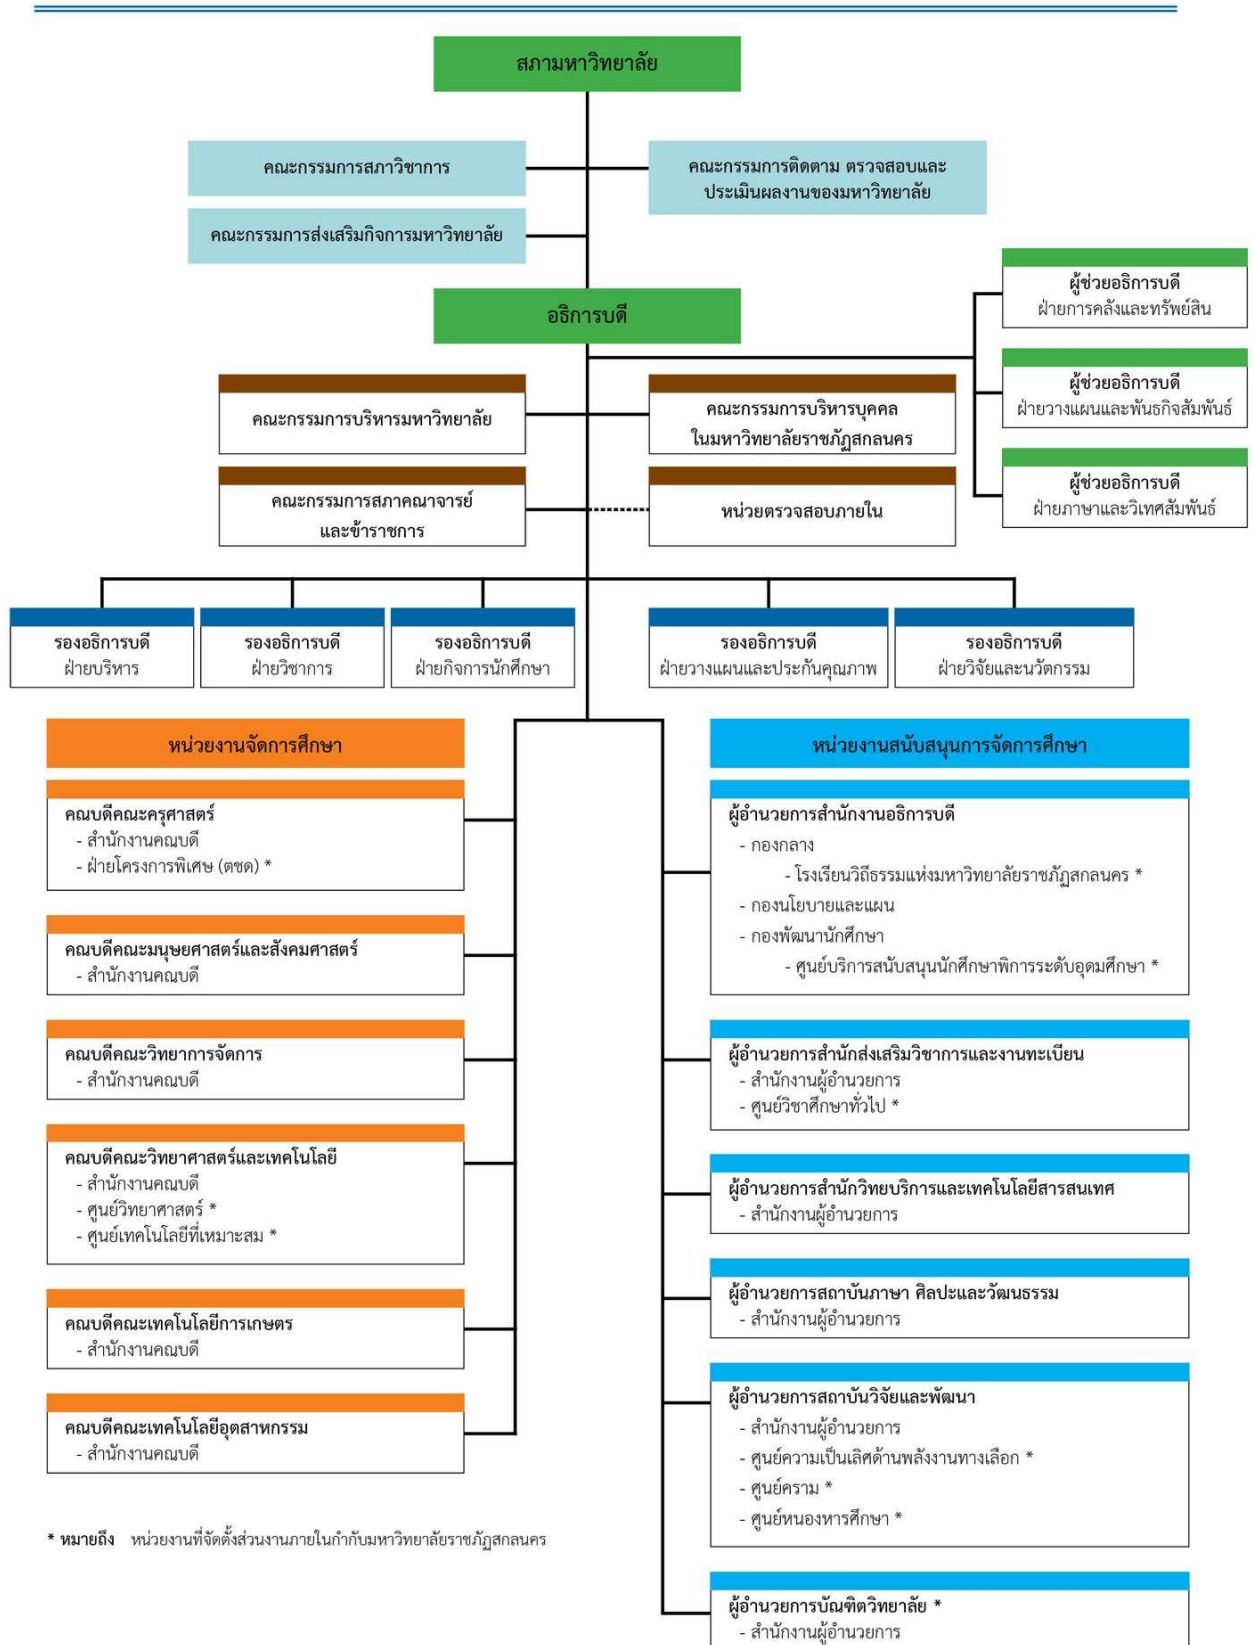 สภามหาวิทยาลัย
คณะกรรมการสภาวิชาการ
คณะกรรมการติดตาม ตรวจสอบและ
ประเมินผลงานของมหาวิทยาลัย
คณะกรรมการส่งเสริมกิจการมหาวิทยาลัย
อธิการบดี
ผู้ช่วยอธิการบดี
ฝ่ายการคลังและทรัพย์สิน
ผู้ช่วยอธิการบดี
ฝ่ายวางแผนและพันธกิจสัมพันธ์
ผู้ช่วยอธิการบดี
ฝ่ายภาษาและวิเทศสัมพันธ์
คณะกรรมการบริหารมหาวิทยาลัย
คณะกรรมการบริหารบุคคล
ในมหาวิทยาลัยราชภัฏสกลนคร
คณะกรรมการสภาคณาจารย์
และข้าราชการ
หน่วยตรวจสอบภายใน
รองอธิการบดี
ฝ่ายบริหาร
รองอธิการบดี
ฝ่ายวิชาการ
รองอธิการบดี
ฝ่ายกิจการนักศึกษา
รองอธิการบดี
ฝ่ายวางแผนและประกันคุณภาพ
รองอธิการบดี
ฝ่ายวิจัยและนวัตกรรม
หน่วยงานจัดการศึกษา
คณบดีคณะครุศาสตร์
- สำนักงานคณบดี
- ฝ่ายโครงการพิเศษ (ตชด) *
คณบดีคณะมนุษยศาสตร์และสังคมศาสตร์
- สำนักงานคณบดี
คณบดีคณะวิทยาการจัดการ
- สำนักงานคณบดี
คณบดีคณะวิทยาศาสตร์และเทคโนโลยี
- สำนักงานคณบดี
- ศูนย์วิทยาศาสตร์ *
- ศูนย์เทคโนโลยีที่เหมาะสม *
คณบดีคณะเทคโนโลยีการเกษตร
- สำนักงานคณบดี
คณบดีคณะเทคโนโลยีอุตสาหกรรม
- สำนักงานคณบดี
* หมายถึง หน่วยงานที่จัดตั้งส่วนงานภายในกำกับมหาวิทยาลัยราชภัฏสกลนคร
หน่วยงานสนับสนุนการจัดการศึกษา
ผู้อำนวยการสำนักงานอธิการบดี
- กองกลาง
- โรงเรียนวิถีธรรมแห่งมหาวิทยาลัยราชภัฏสกลนคร *
- กองนโยบายและแผน
- กองพัฒนานักศึกษา
- ศูนย์บริการสนับสนุนนักศึกษาพิการระดับอุดมศึกษา *
ผู้อำนวยการสำนักส่งเสริมวิชาการและงานทะเบียน
- สำนักงานผู้อำนวยการ
- ศูนย์วิชาศึกษาทั่วไป *
ผู้อำนวยการสำนักวิทยบริการและเทคโนโลยีสารสนเทศ
- สำนักงานผู้อำนวยการ
ผู้อำนวยการสถาบันภาษา ศิลปะและวัฒนธรรม
- สำนักงานผู้อำนวยการ
ผู้อำนวยการสถาบันวิจัยและพัฒนา
- สำนักงานผู้อำนวยการ
- ศูนย์ความเป็นเลิศด้านพลังงานทางเลือก *
- ศูนย์คราม *
- ศูนย์หนองหารศึกษา *
ผู้อำนวยการบัณฑิตวิทยาลัย *
- สำนักงานผู้อำนวยการ